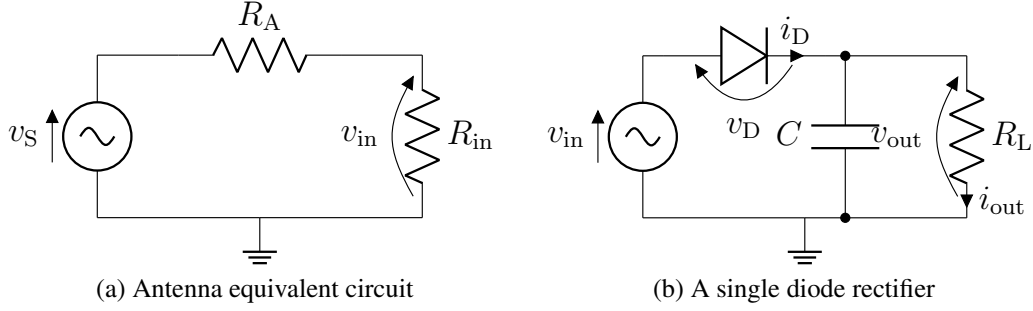 R_A
v_S
v_in
R_in
(a) Antenna equivalent circuit
i_D
v_D
v_in
C
v_out
R_L
i_out
(b) A single diode rectifier